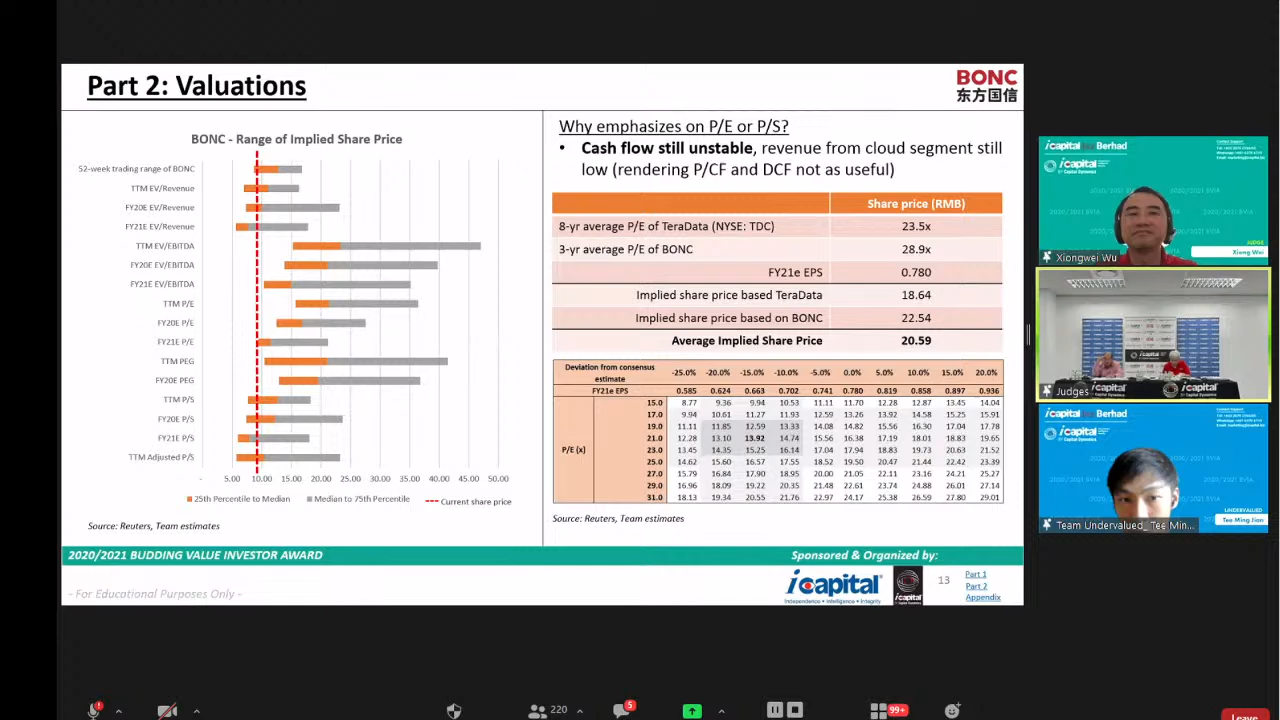 Part 2: Valuations
BONC
东方国信
BONC - Range of Implied Share Price
52-week trading range of BONC
TTM EV/Revenue
FY20E EV/Revenue
FY21E EV/Revenue
TTM EV/EBITDA
FY20E EV/EBITDA
FY21E EV/EBITDA
TTM P/E
FY20E P/E
FY21E P/E
TTM PEG
FY20E PEG
TTM P/S
FY20E P/S
FY21E P/S
TTM Adjusted P/S
- 5.00 10.00 15.00 20.00 25.00 30.00 35.00 40.00 45.00 50.00
25th Percentile to Median Median to 75th Percentile Current share price
Source: Reuters, Team estimates
Why emphasizes on P/E or P/S?
• Cash flow still unstable, revenue from cloud segment still
low (rendering P/CF and DCF not as useful)
Share price (RMB)
8-yr average P/E of TeraData (NYSE: TDC) 23.5x
3-yr average P/E of BONC 28.9x
FY21e EPS 0.780
Implied share price based TeraData 18.64
Implied share price based on BONC 22.54
Average Implied Share Price 20.59
Deviation from consensus
estimate
-25.0% -20.0% -15.0% -10.0% -5.0% 0.0% 5.0% 10.0% 15.0% 20.0%
FY21e EPS 0.585 0.624 0.663 0.702 0.741 0.780 0.819 0.858 0.897 0.936
P/E (x)
15.0 8.77 9.36 9.94 10.53 11.11 11.70 12.28 12.87 13.45 14.04
17.0 9.94 10.61 11.27 11.93 12.59 13.26 13.92 14.58 15.25 15.91
19.0 11.11 11.85 12.59 13.33 14.08 14.82 15.56 16.30 17.04 17.78
21.0 12.28 13.10 13.92 14.74 15.56 16.38 17.19 18.01 18.83 19.65
23.0 13.45 14.35 15.25 16.14 17.04 17.94 18.83 19.73 20.63 21.52
25.0 14.62 15.60 16.57 17.55 18.52 19.50 20.47 21.44 22.42 23.39
27.0 15.79 16.84 17.90 18.95 20.00 21.05 22.11 23.16 24.21 25.27
29.0 16.96 18.09 19.22 20.35 21.48 22.61 23.74 24.88 26.01 27.14
31.0 18.13 19.34 20.55 21.76 22.97 24.17 25.38 26.59 27.80 29.01
Source: Reuters, Team estimates
2020/2021 BUDDING VALUE INVESTOR AWARD
Sponsored & Organized by:
- For Educational Purposes Only -
icapital
Independence • Intelligence • Integrity
13
Part 1
Part 2
Appendix
Berhad
icapital
JUDGE
Xiong Wei
Xiongwei Wu
Judges
icapital
Berhad
icapital
UNDERVALUED
Tee Ming Jian
Team Undervalued_ Tee Min...
220
5
99+
Leave